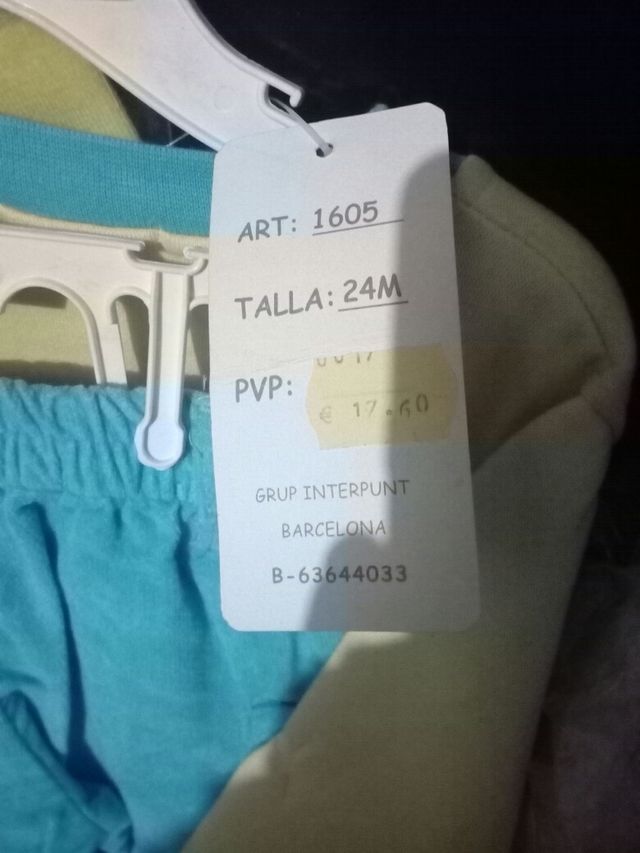 ART: 1605
TALLA: 24M
PVP:
€ 17.60
GRUP INTERPUNT
BARCELONA
B-63644033